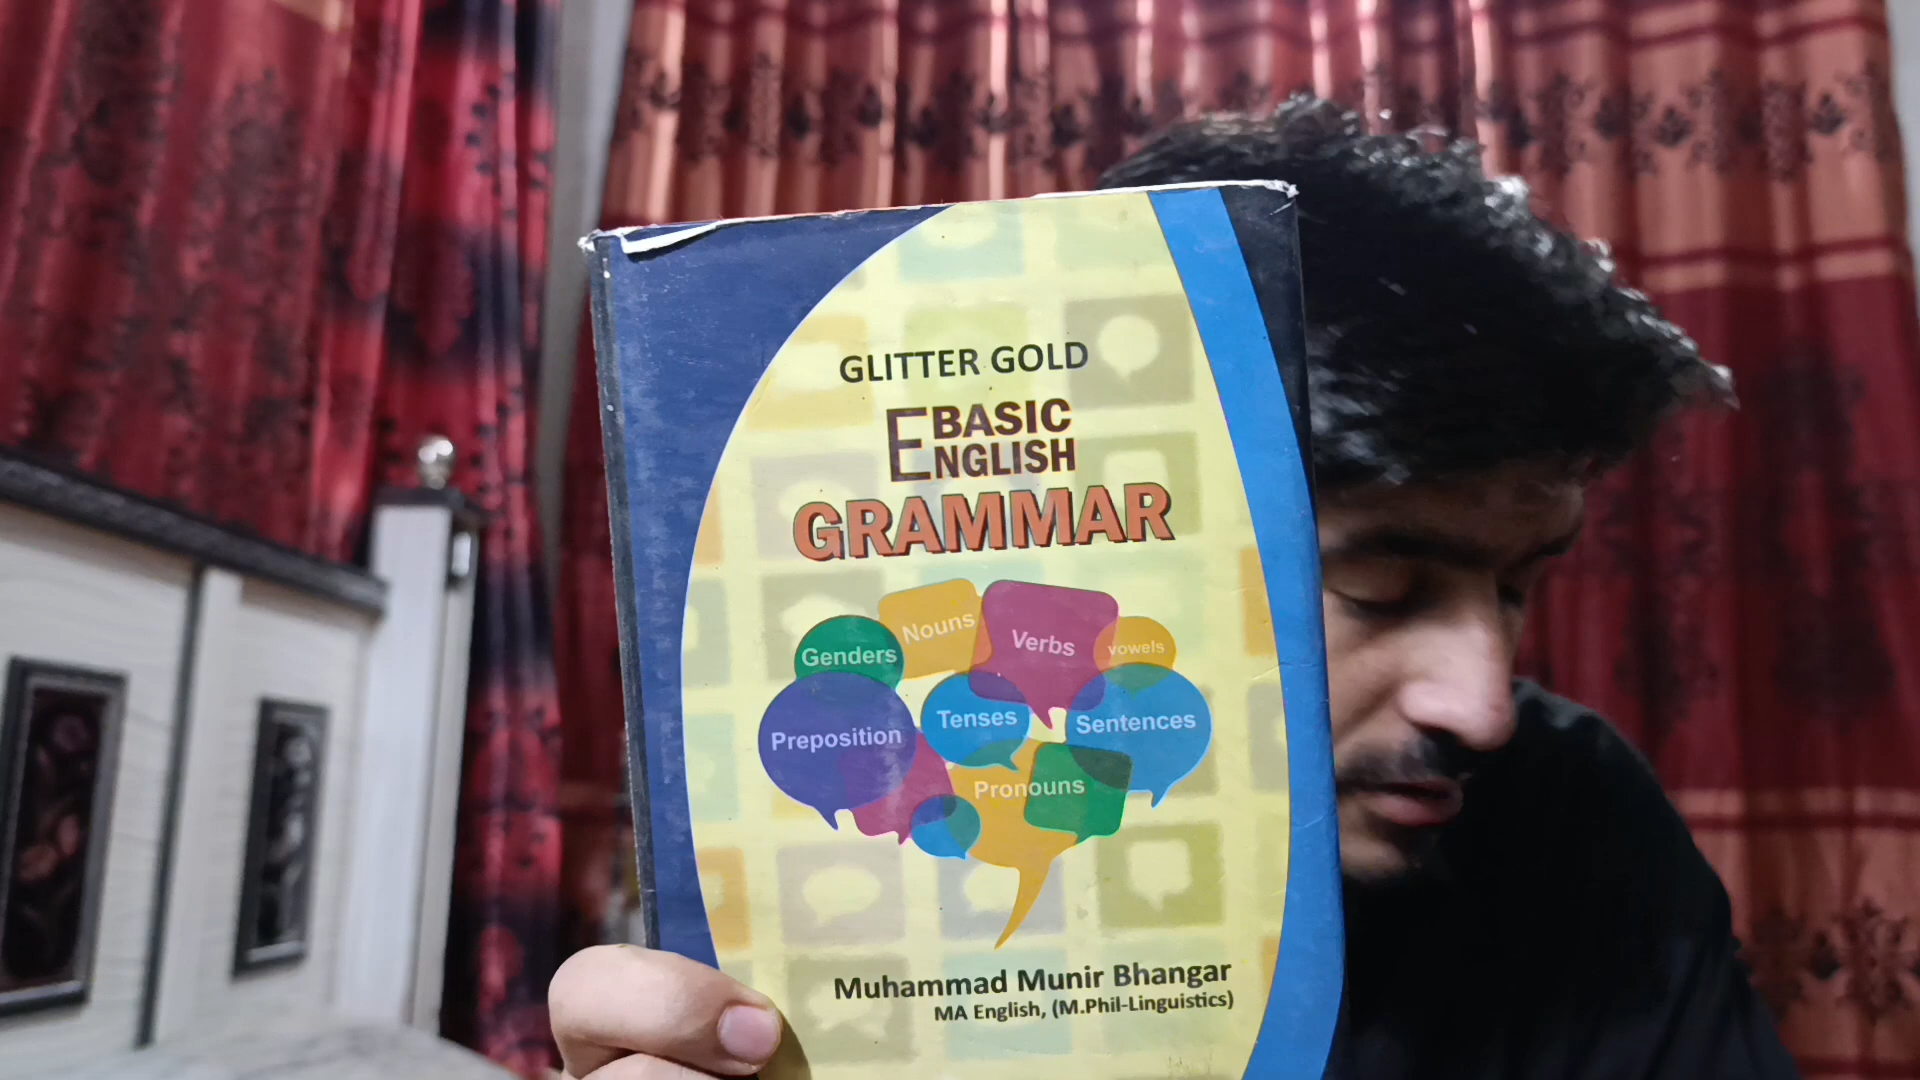 GLITTER GOLD
BASIC
ENGLISH
GRAMMAR
Nouns
Verbs
vowels
Genders
Tenses
Sentences
Preposition
Pronouns
Muhammad Munir Bhangar
MA English, (M.Phil-Linguistics)